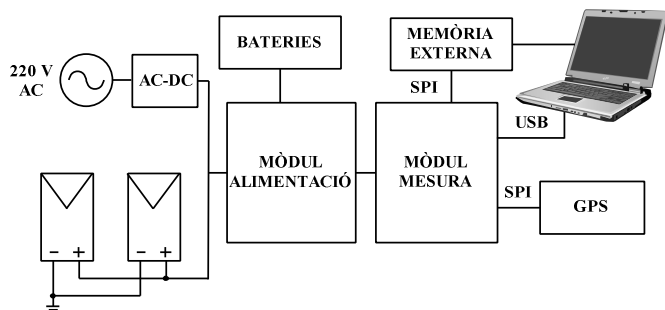 BATERIES
MEMÒRIA
EXTERNA
220 V
AC
AC-DC
SPI
USB
MÒDUL
ALIMENTACIÓ
MÒDUL
MESURA
SPI
GPS
− +
− +